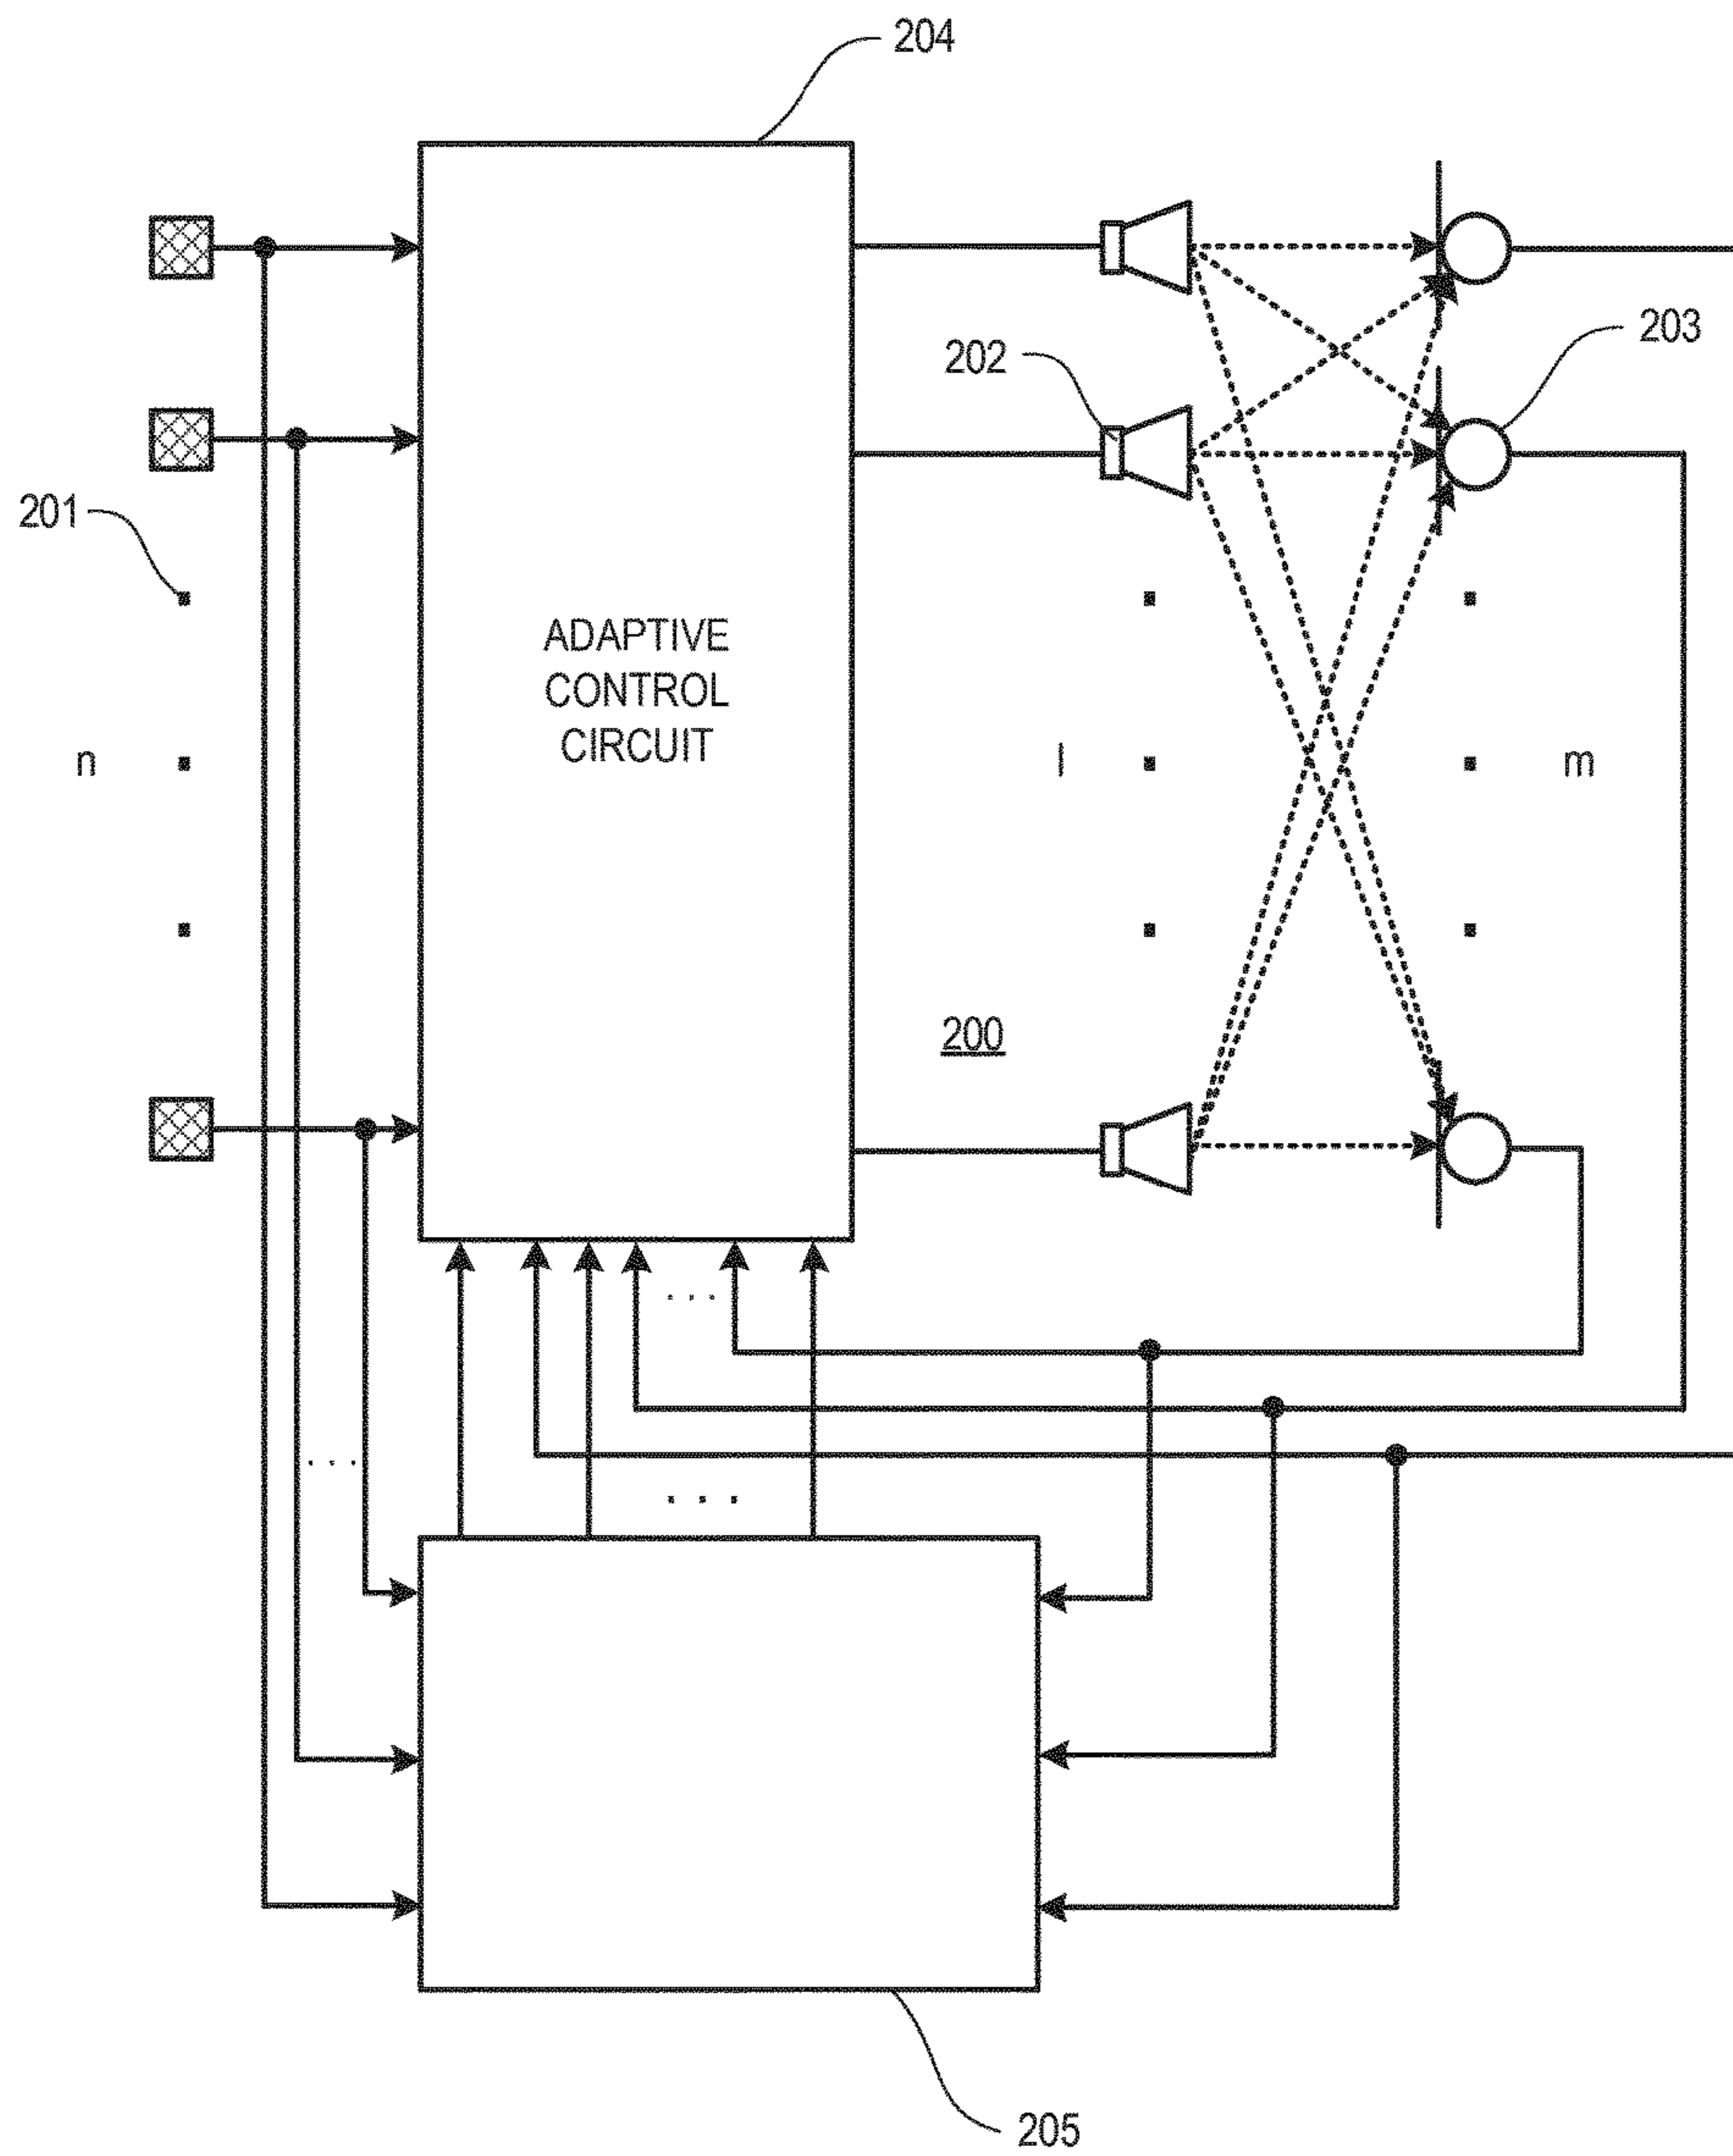 204
203
202
201
ADAPTIVE
CONTROL
CIRCUIT
n
l
m
200
205